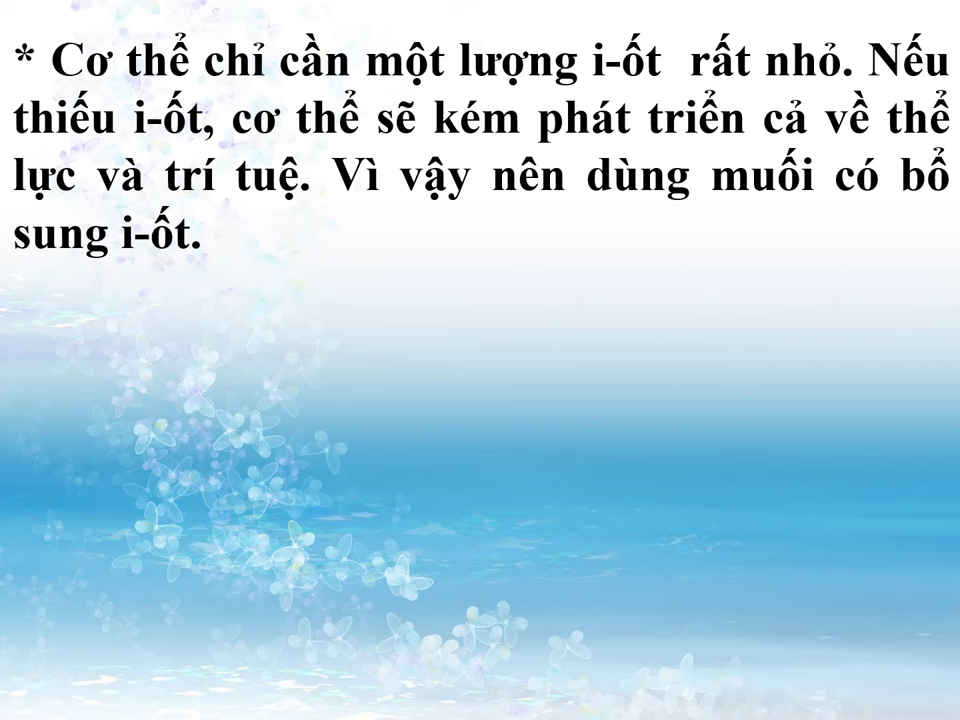 * Cơ thể chỉ cần một lượng i-ốt  rất nhỏ. Nếu
thiếu i-ốt, cơ thể sẽ kém phát triển cả về thể
lực và trí tuệ. Vì vậy nên dùng muối có bổ
sung i-ốt.